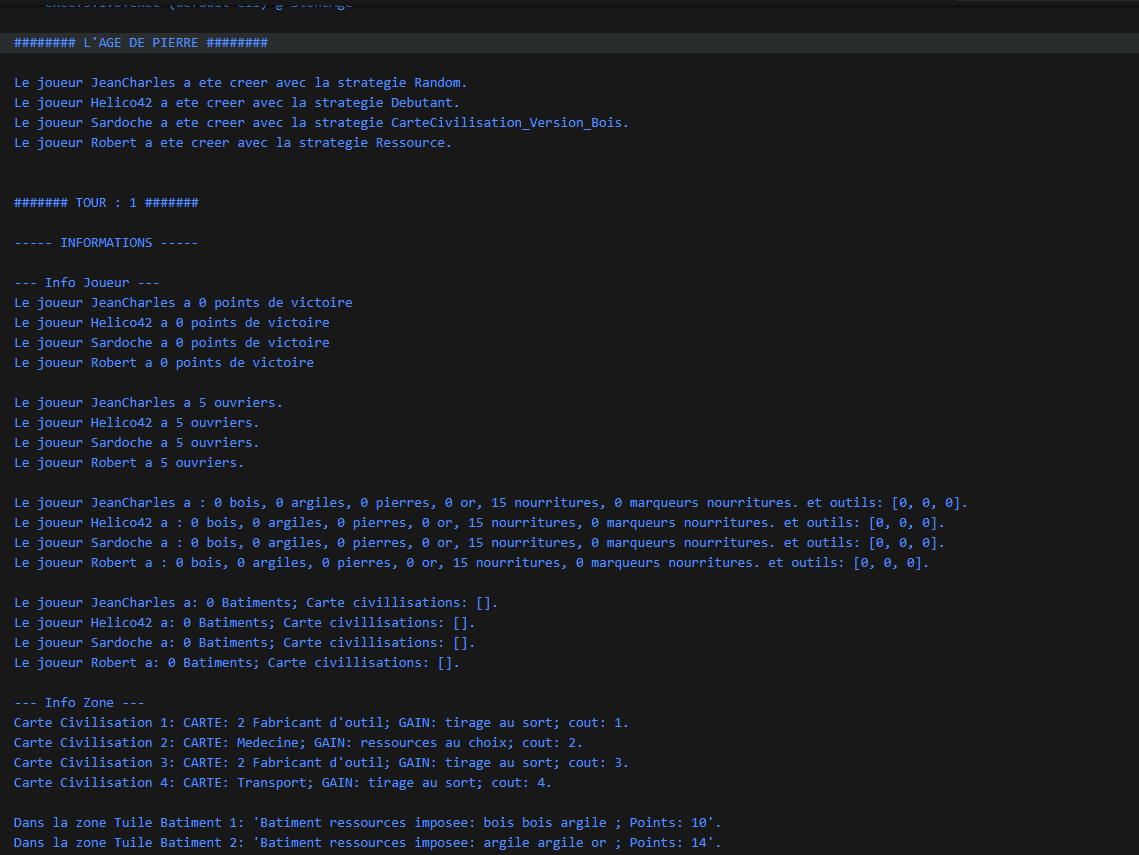 ######## L'AGE DE PIERRE ########
Le joueur JeanCharles a ete creer avec la strategie Random.
Le joueur Helico42 a ete creer avec la strategie Debutant.
Le joueur Sardoche a ete creer avec la strategie CarteCivilisation_Version_Bois.
Le joueur Robert a ete creer avec la strategie Ressource.
####### TOUR : 1 #######
----- INFORMATIONS -----
--- Info Joueur ---
Le joueur JeanCharles a 0 points de victoire
Le joueur Helico42 a 0 points de victoire
Le joueur Sardoche a 0 points de victoire
Le joueur Robert a 0 points de victoire
Le joueur JeanCharles a 5 ouvriers.
Le joueur Helico42 a 5 ouvriers.
Le joueur Sardoche a 5 ouvriers.
Le joueur Robert a 5 ouvriers.
Le joueur JeanCharles a : 0 bois, 0 argiles, 0 pierres, 0 or, 15 nourritures, 0 marqueurs nourritures. et outils: [0, 0, 0].
Le joueur Helico42 a : 0 bois, 0 argiles, 0 pierres, 0 or, 15 nourritures, 0 marqueurs nourritures. et outils: [0, 0, 0].
Le joueur Sardoche a : 0 bois, 0 argiles, 0 pierres, 0 or, 15 nourritures, 0 marqueurs nourritures. et outils: [0, 0, 0].
Le joueur Robert a : 0 bois, 0 argiles, 0 pierres, 0 or, 15 nourritures, 0 marqueurs nourritures. et outils: [0, 0, 0].
Le joueur JeanCharles a: 0 Batiments; Carte civillisations: [].
Le joueur Helico42 a: 0 Batiments; Carte civillisations: [].
Le joueur Sardoche a: 0 Batiments; Carte civillisations: [].
Le joueur Robert a: 0 Batiments; Carte civillisations: [].
--- Info Zone ---
Carte Civilisation 1: CARTE: 2 Fabricant d'outil; GAIN: tirage au sort; cout: 1.
Carte Civilisation 2: CARTE: Medecine; GAIN: ressources au choix; cout: 2.
Carte Civilisation 3: CARTE: 2 Fabricant d'outil; GAIN: tirage au sort; cout: 3.
Carte Civilisation 4: CARTE: Transport; GAIN: tirage au sort; cout: 4.
Dans la zone Tuile Batiment 1: 'Batiment ressources imposee: bois bois argile ; Points: 10'.
Dans la zone Tuile Batiment 2: 'Batiment ressources imposee: argile argile or ; Points: 14'.